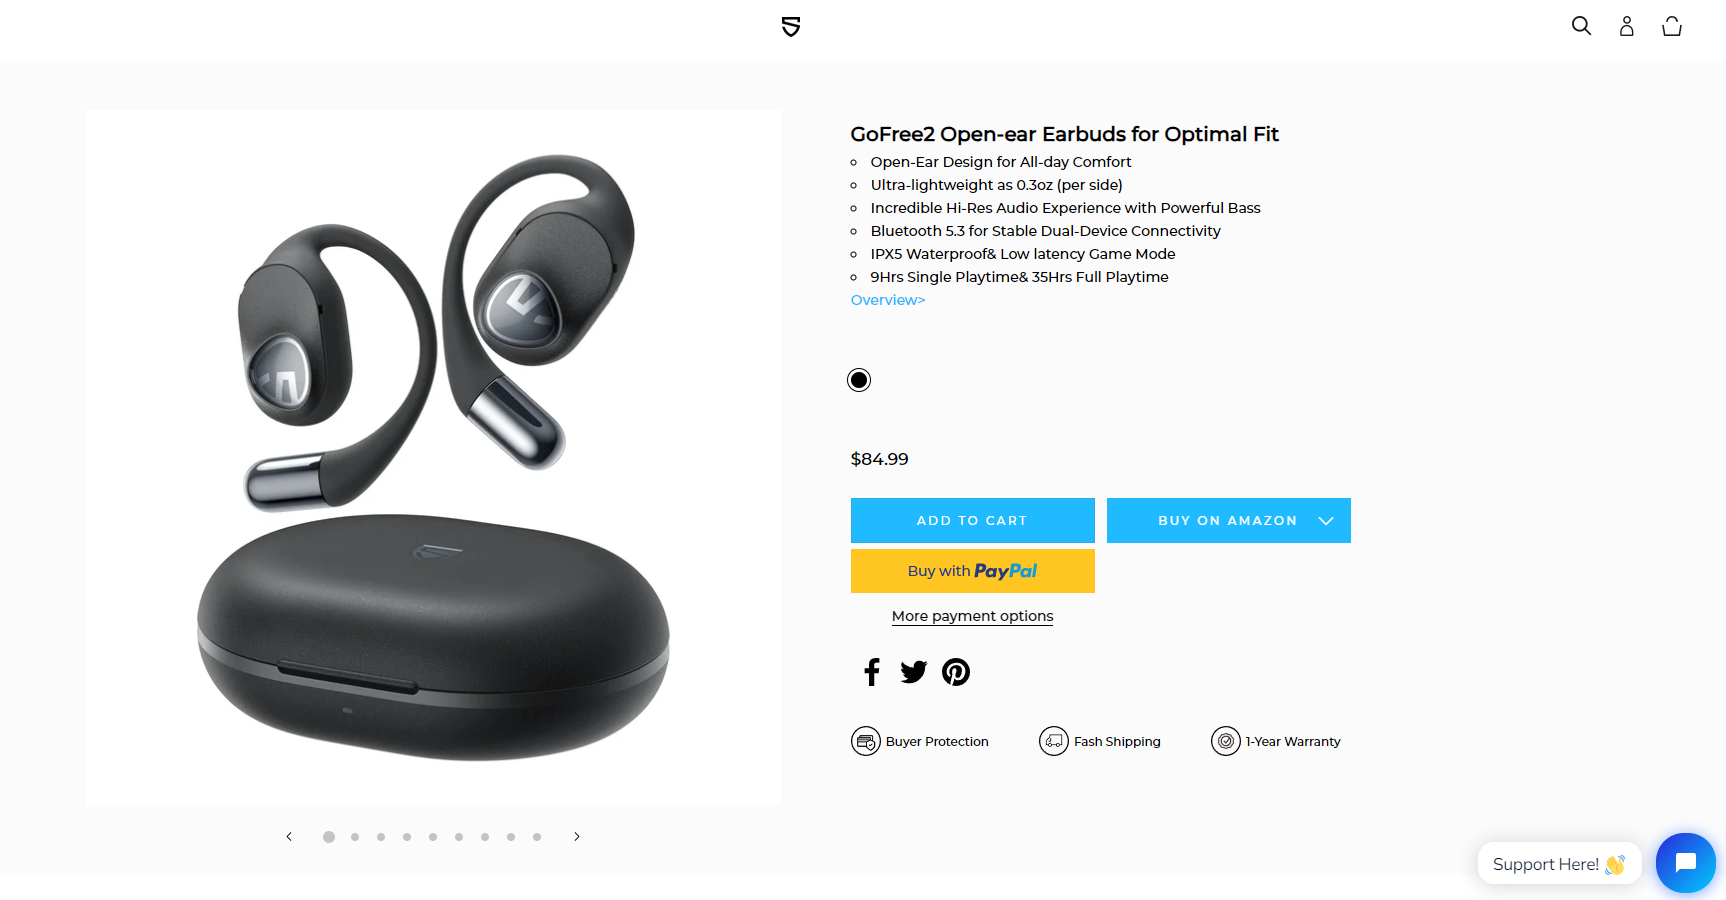 GoFree2 Open-ear Earbuds for Optimal Fit
Open-Ear Design for All-day Comfort
Ultra-lightweight as 0.3oz (per side)
Incredible Hi-Res Audio Experience with Powerful Bass
Bluetooth 5.3 for Stable Dual-Device Connectivity
IPX5 Waterproof& Low latency Game Mode
9Hrs Single Playtime& 35Hrs Full Playtime
Overview>
$84.99
ADD TO CART
BUY ON AMAZON
Buy with PayPal
More payment options
Buyer Protection
Fash Shipping
1-Year Warranty
Support Here! 👋